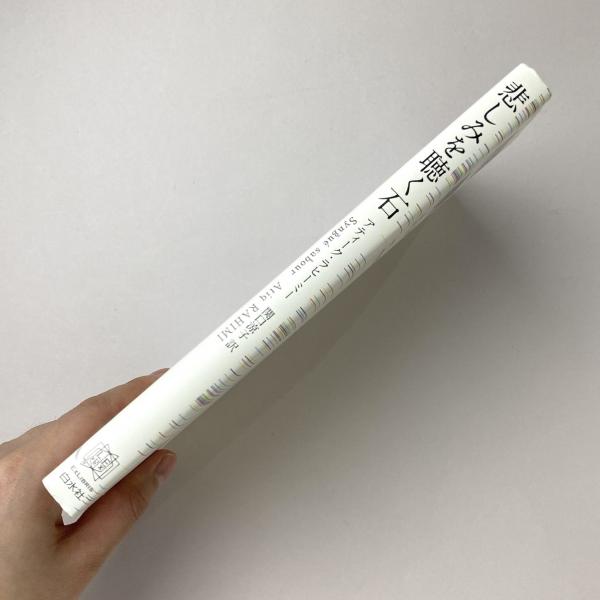 悲しみを聴く石
アティーク・ラヒーミー
Syngué sabour Atiq RAHIMI
関口涼子 訳
EXLIBRIS
白水社